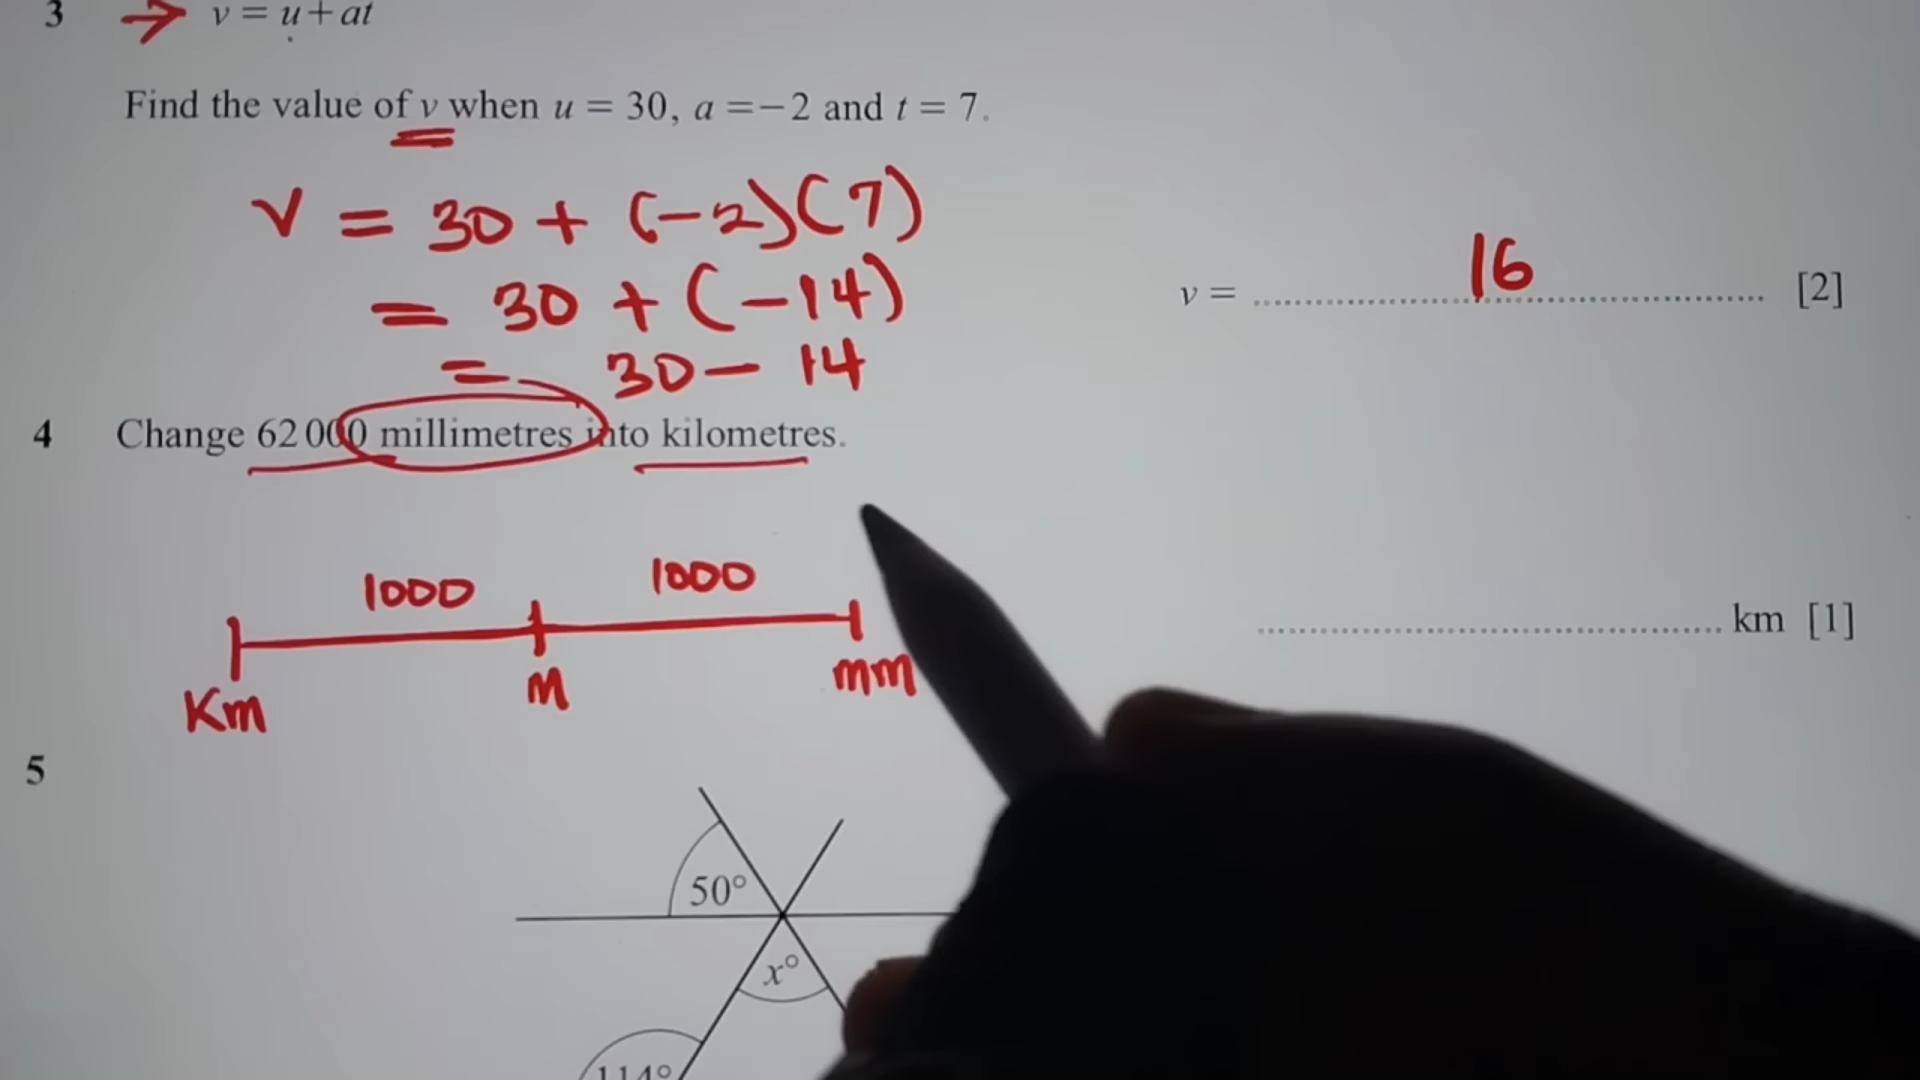 3 → v = u + at
Find the value of v when u = 30, a = −2 and t = 7.
v = 30 + (−2)(7)
= 30 + (−14)
= 30 − 14
v = 16 [2]
4 Change 62 000 millimetres into kilometres.
1000 1000
Km M mm
km [1]
5
50°
x°
114°